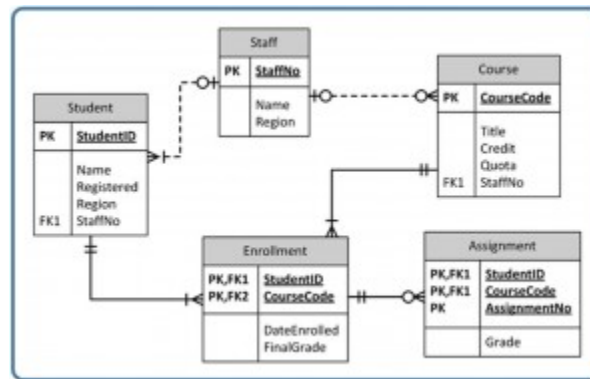 Staff
PK StaffNo
Name
Region
Course
PK CourseCode
Title
Credit
Quota
FK1 StaffNo
Student
PK StudentID
Name
Registered
Region
FK1 StaffNo
Enrollment
PK,FK1 StudentID
PK,FK2 CourseCode
DateEnrolled
FinalGrade
Assignment
PK,FK1 StudentID
PK,FK1 CourseCode
PK AssignmentNo
Grade